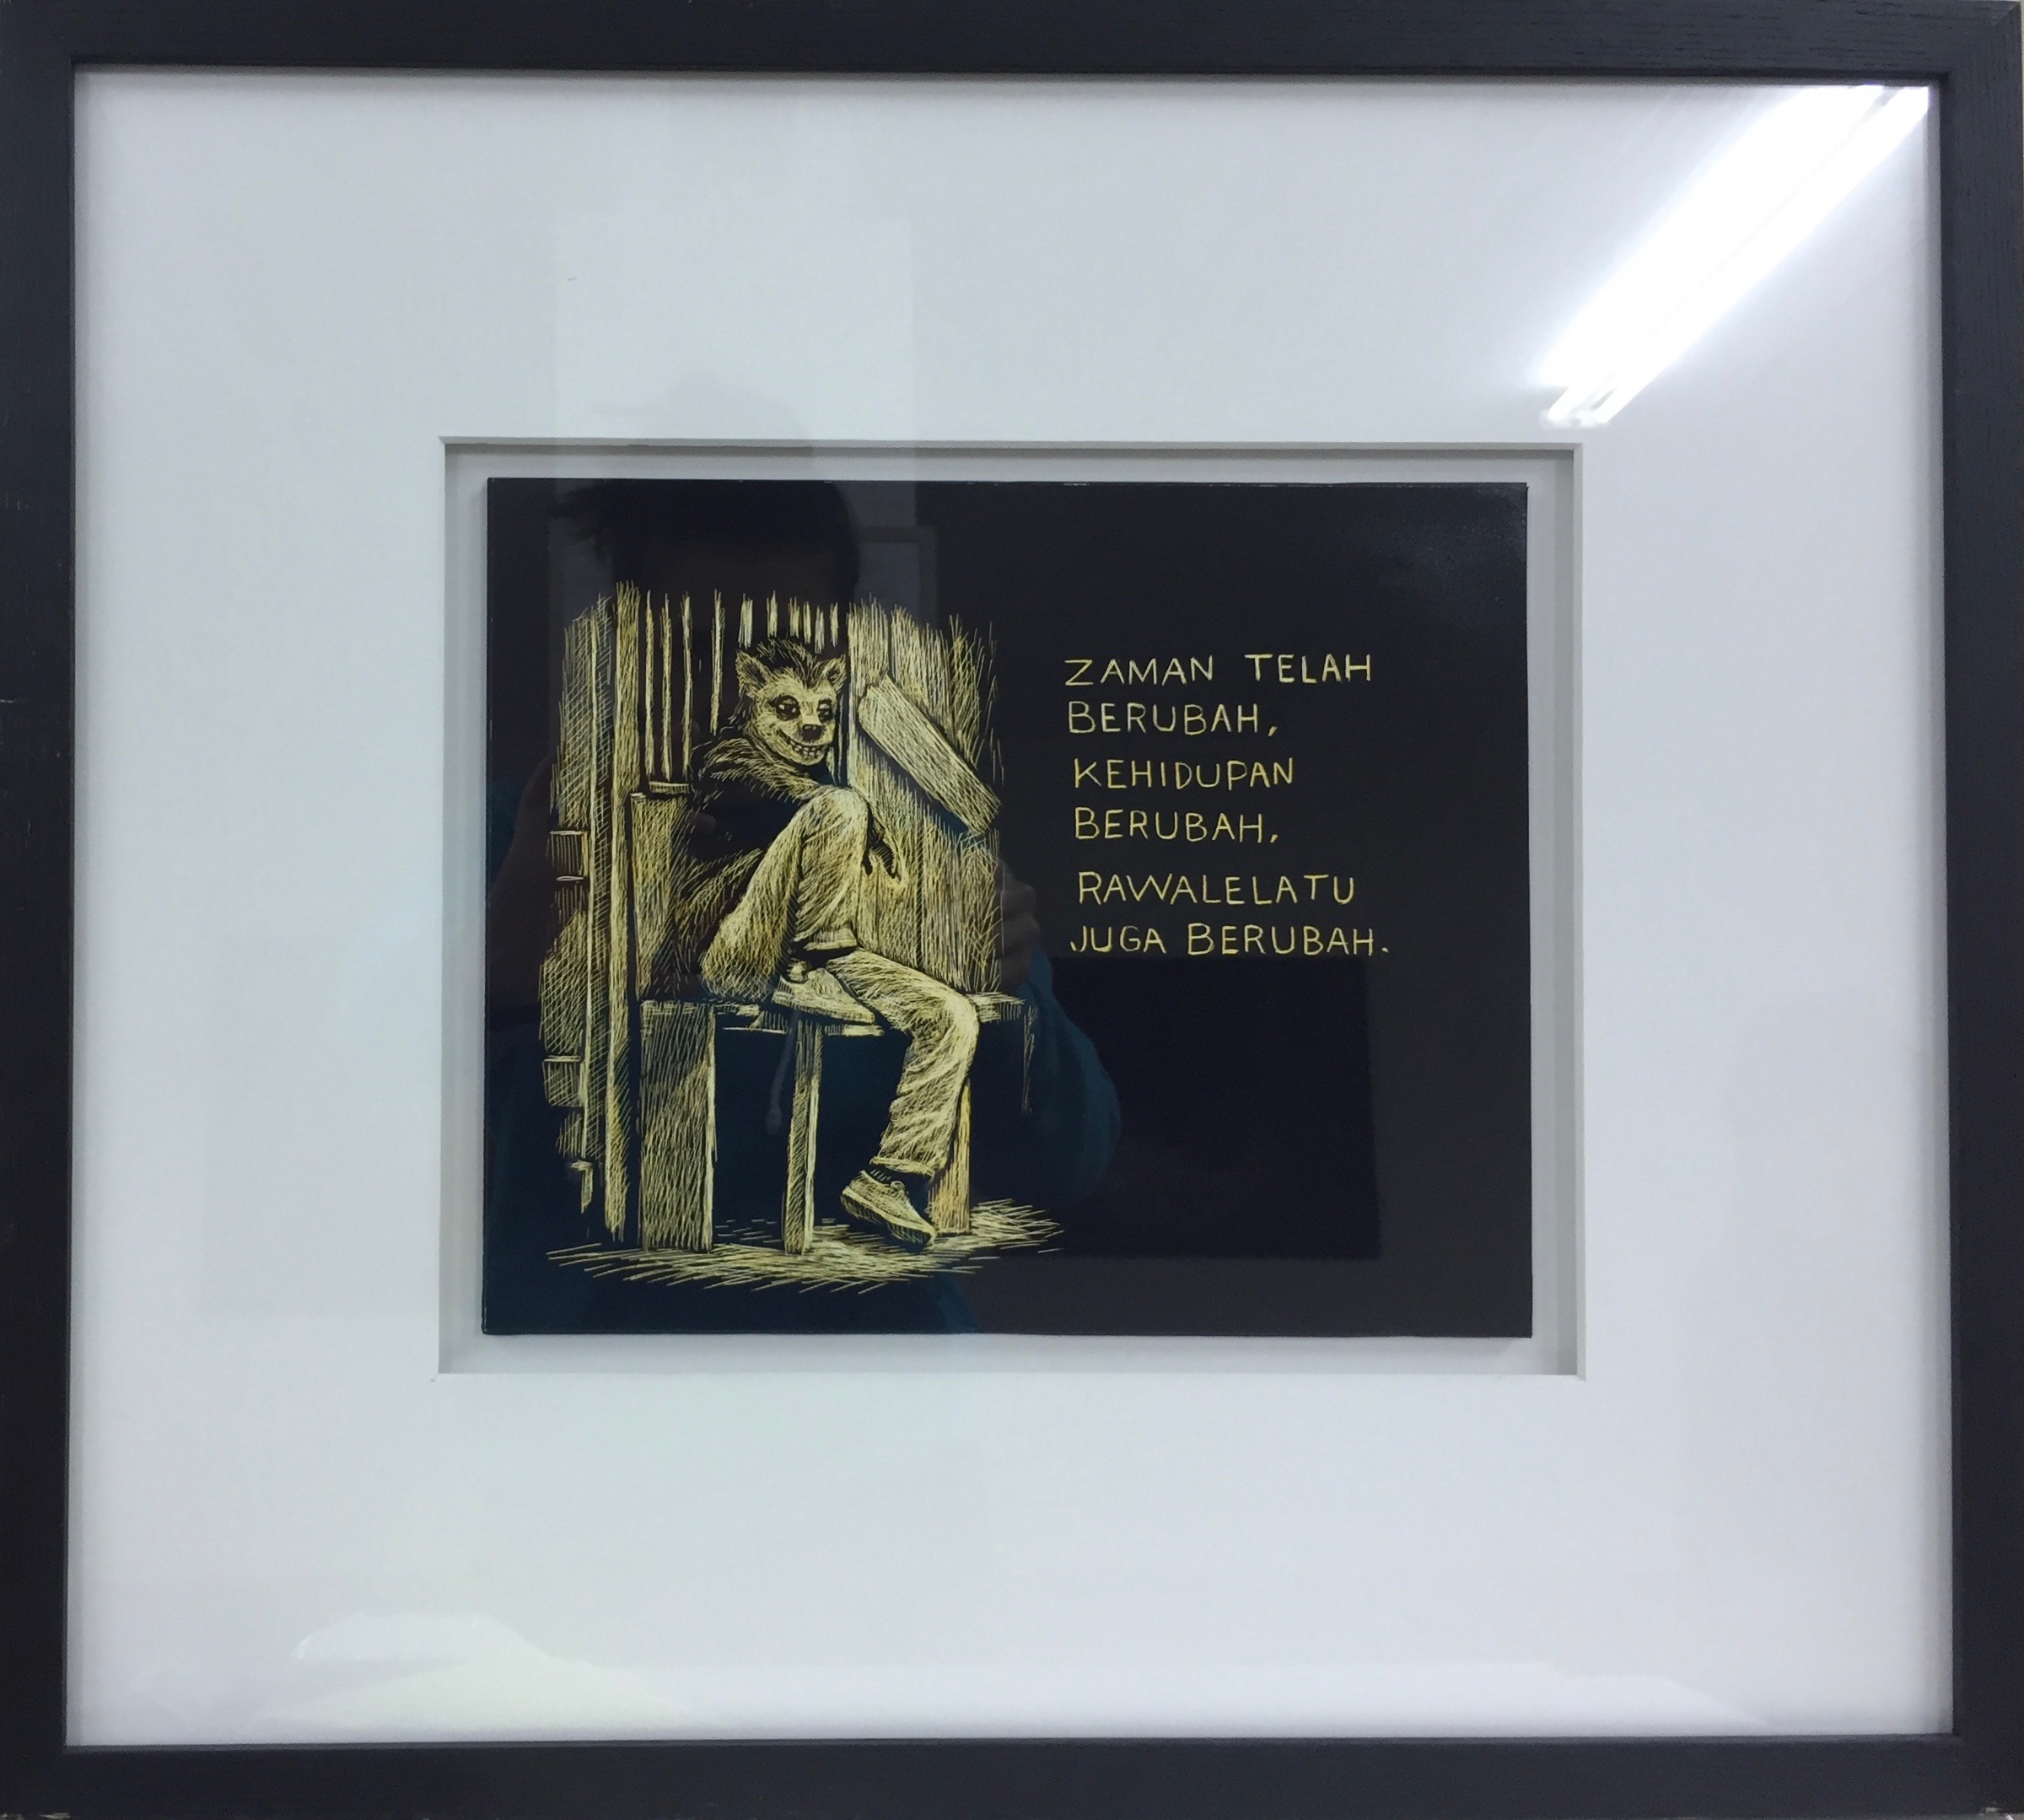 ZAMAN TELAH
BERUBAH,
KEHIDUPAN
BERUBAH,
RAWALELATU
JUGA BERUBAH.